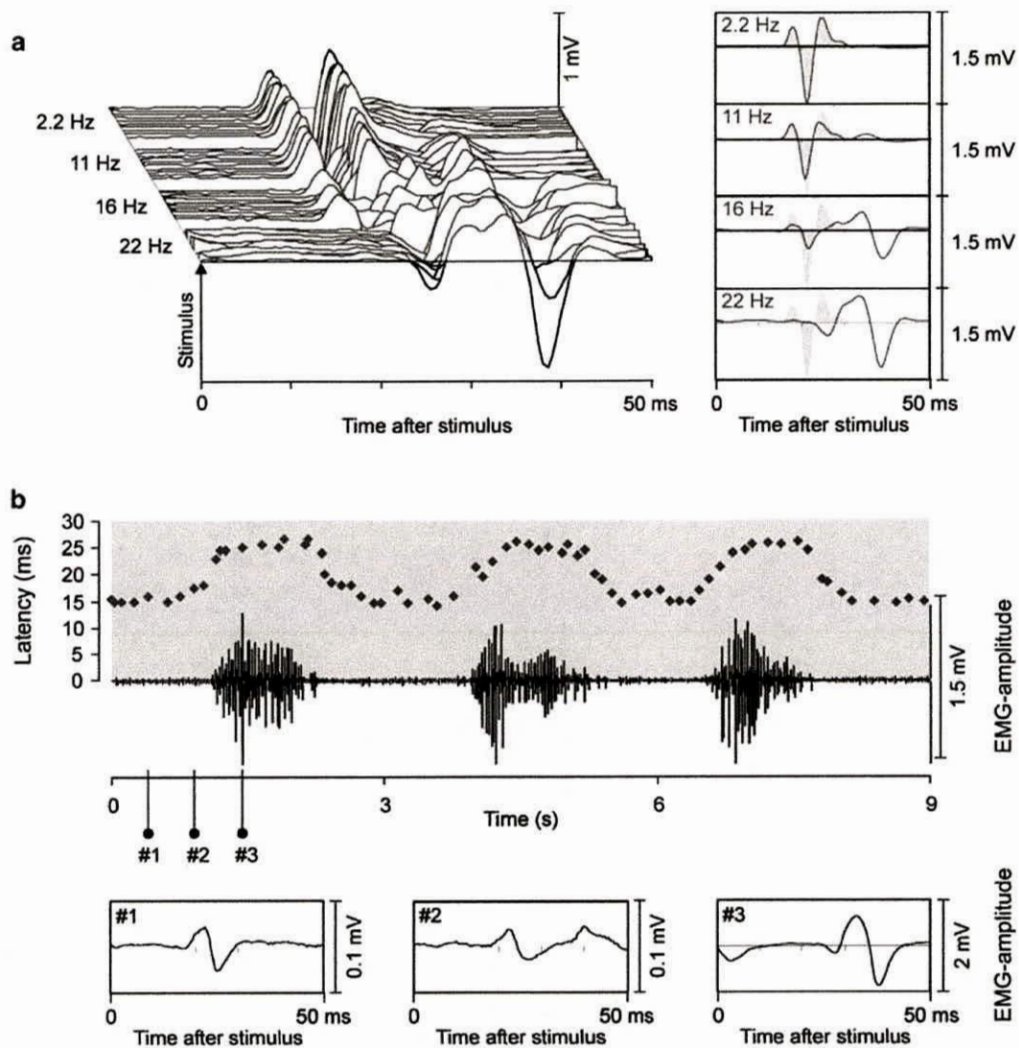 a
1 mV
2.2 Hz
11 Hz
16 Hz
22 Hz
Stimulus
0
50 ms
Time after stimulus
2.2 Hz
1.5 mV
11 Hz
1.5 mV
16 Hz
1.5 mV
22 Hz
1.5 mV
0
50 ms
Time after stimulus
b
Latency (ms)
30
25
20
15
10
5
0
1.5 mV
EMG-amplitude
0
3
6
9
Time (s)
#1
#2
#3
#1
0.1 mV
0
50 ms
Time after stimulus
#2
0.1 mV
0
50 ms
Time after stimulus
#3
2 mV
0
50 ms
Time after stimulus
EMG-amplitude